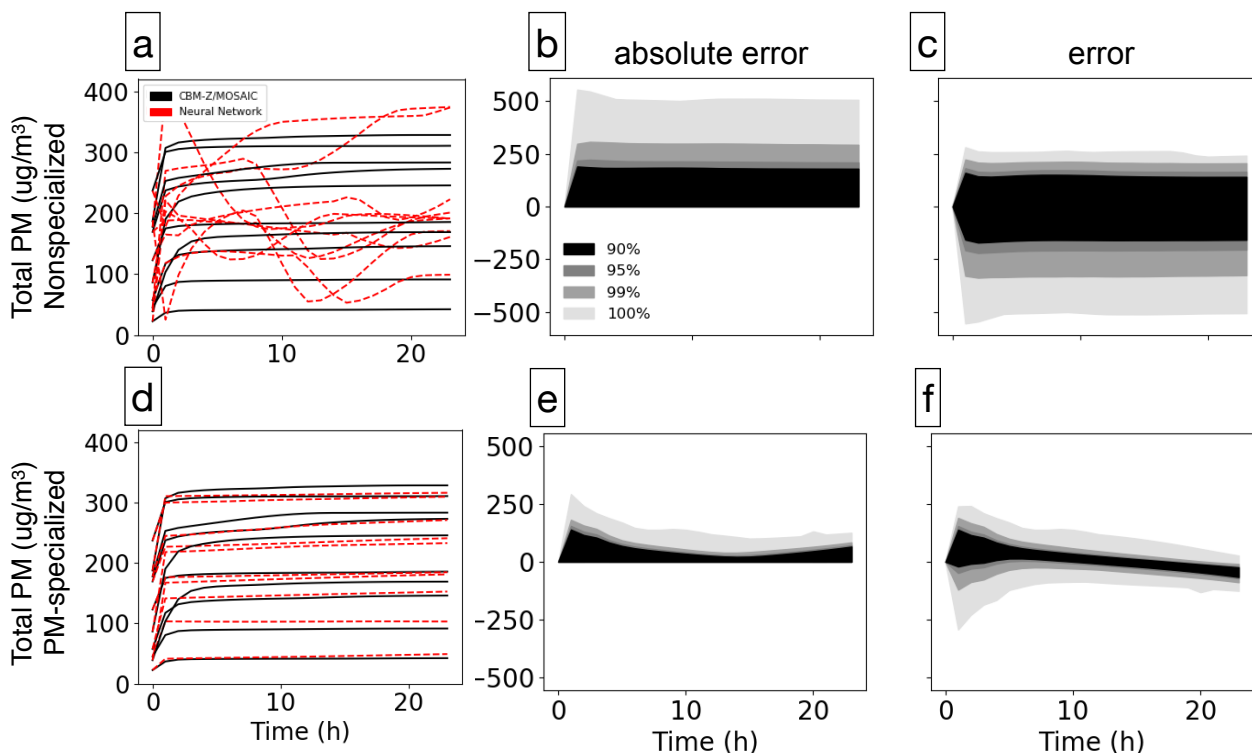 a
b
absolute error
c
error
Total PM (ug/m³)
Nonspecialized
400
300
200
100
0
CBM-Z/MOSAIC
Neural Network
0
10
20
500
250
0
−250
−500
90%
95%
99%
100%
d
e
f
Total PM (ug/m³)
PM-specialized
400
300
200
100
0
0
10
20
Time (h)
500
250
0
−250
−500
0
10
20
Time (h)
0
10
20
Time (h)